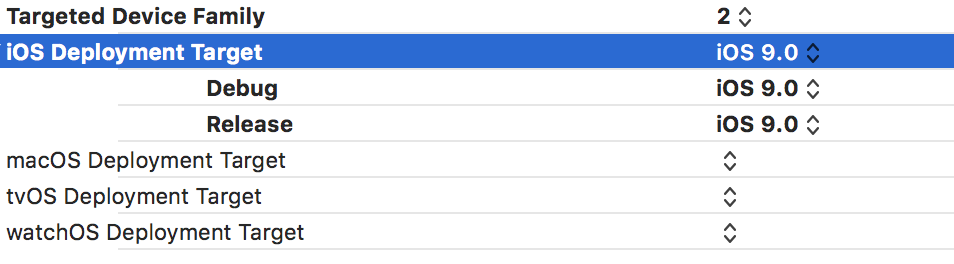 Targeted Device Family 2
iOS Deployment Target iOS 9.0
Debug iOS 9.0
Release iOS 9.0
macOS Deployment Target
tvOS Deployment Target
watchOS Deployment Target